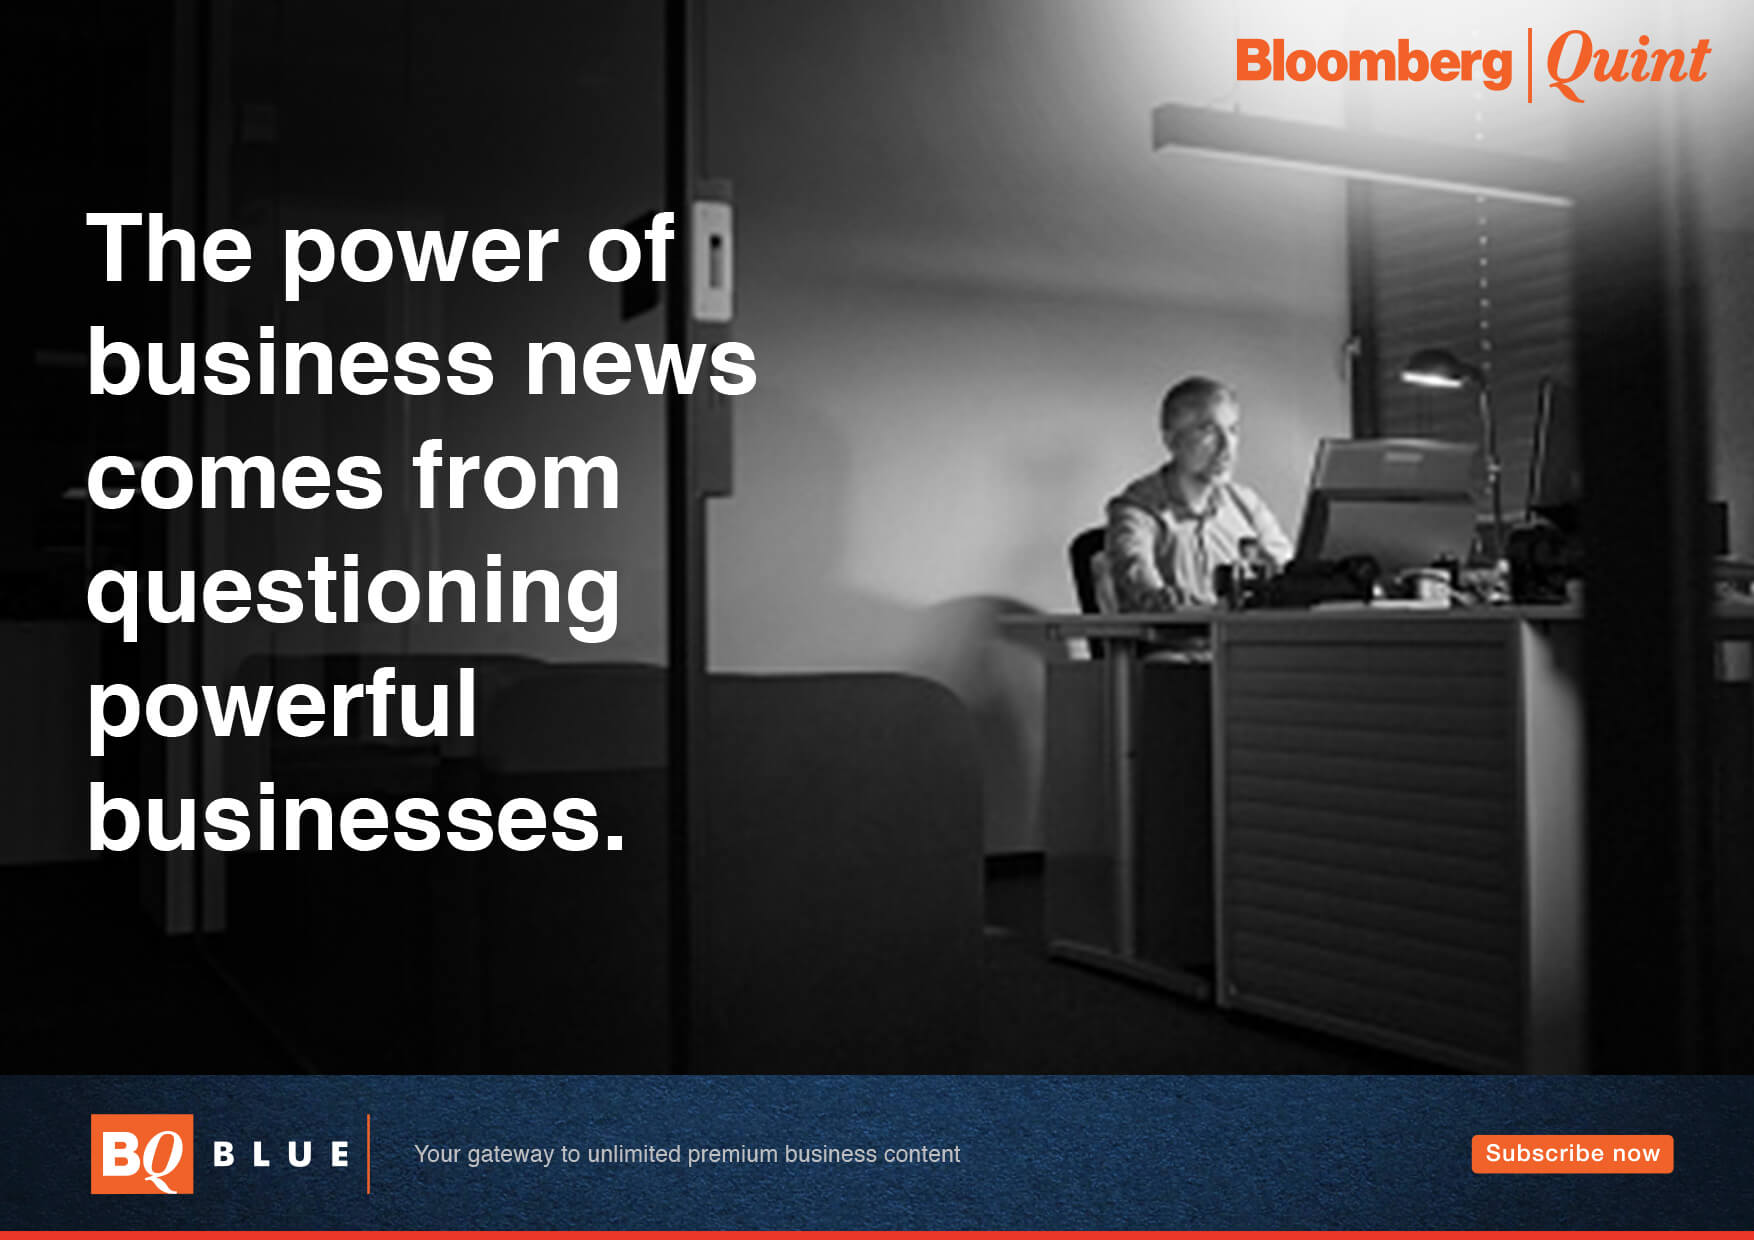 Bloomberg | Quint
The power of
business news
comes from
questioning
powerful
businesses.
BQ BLUE | Your gateway to unlimited premium business content
Subscribe now